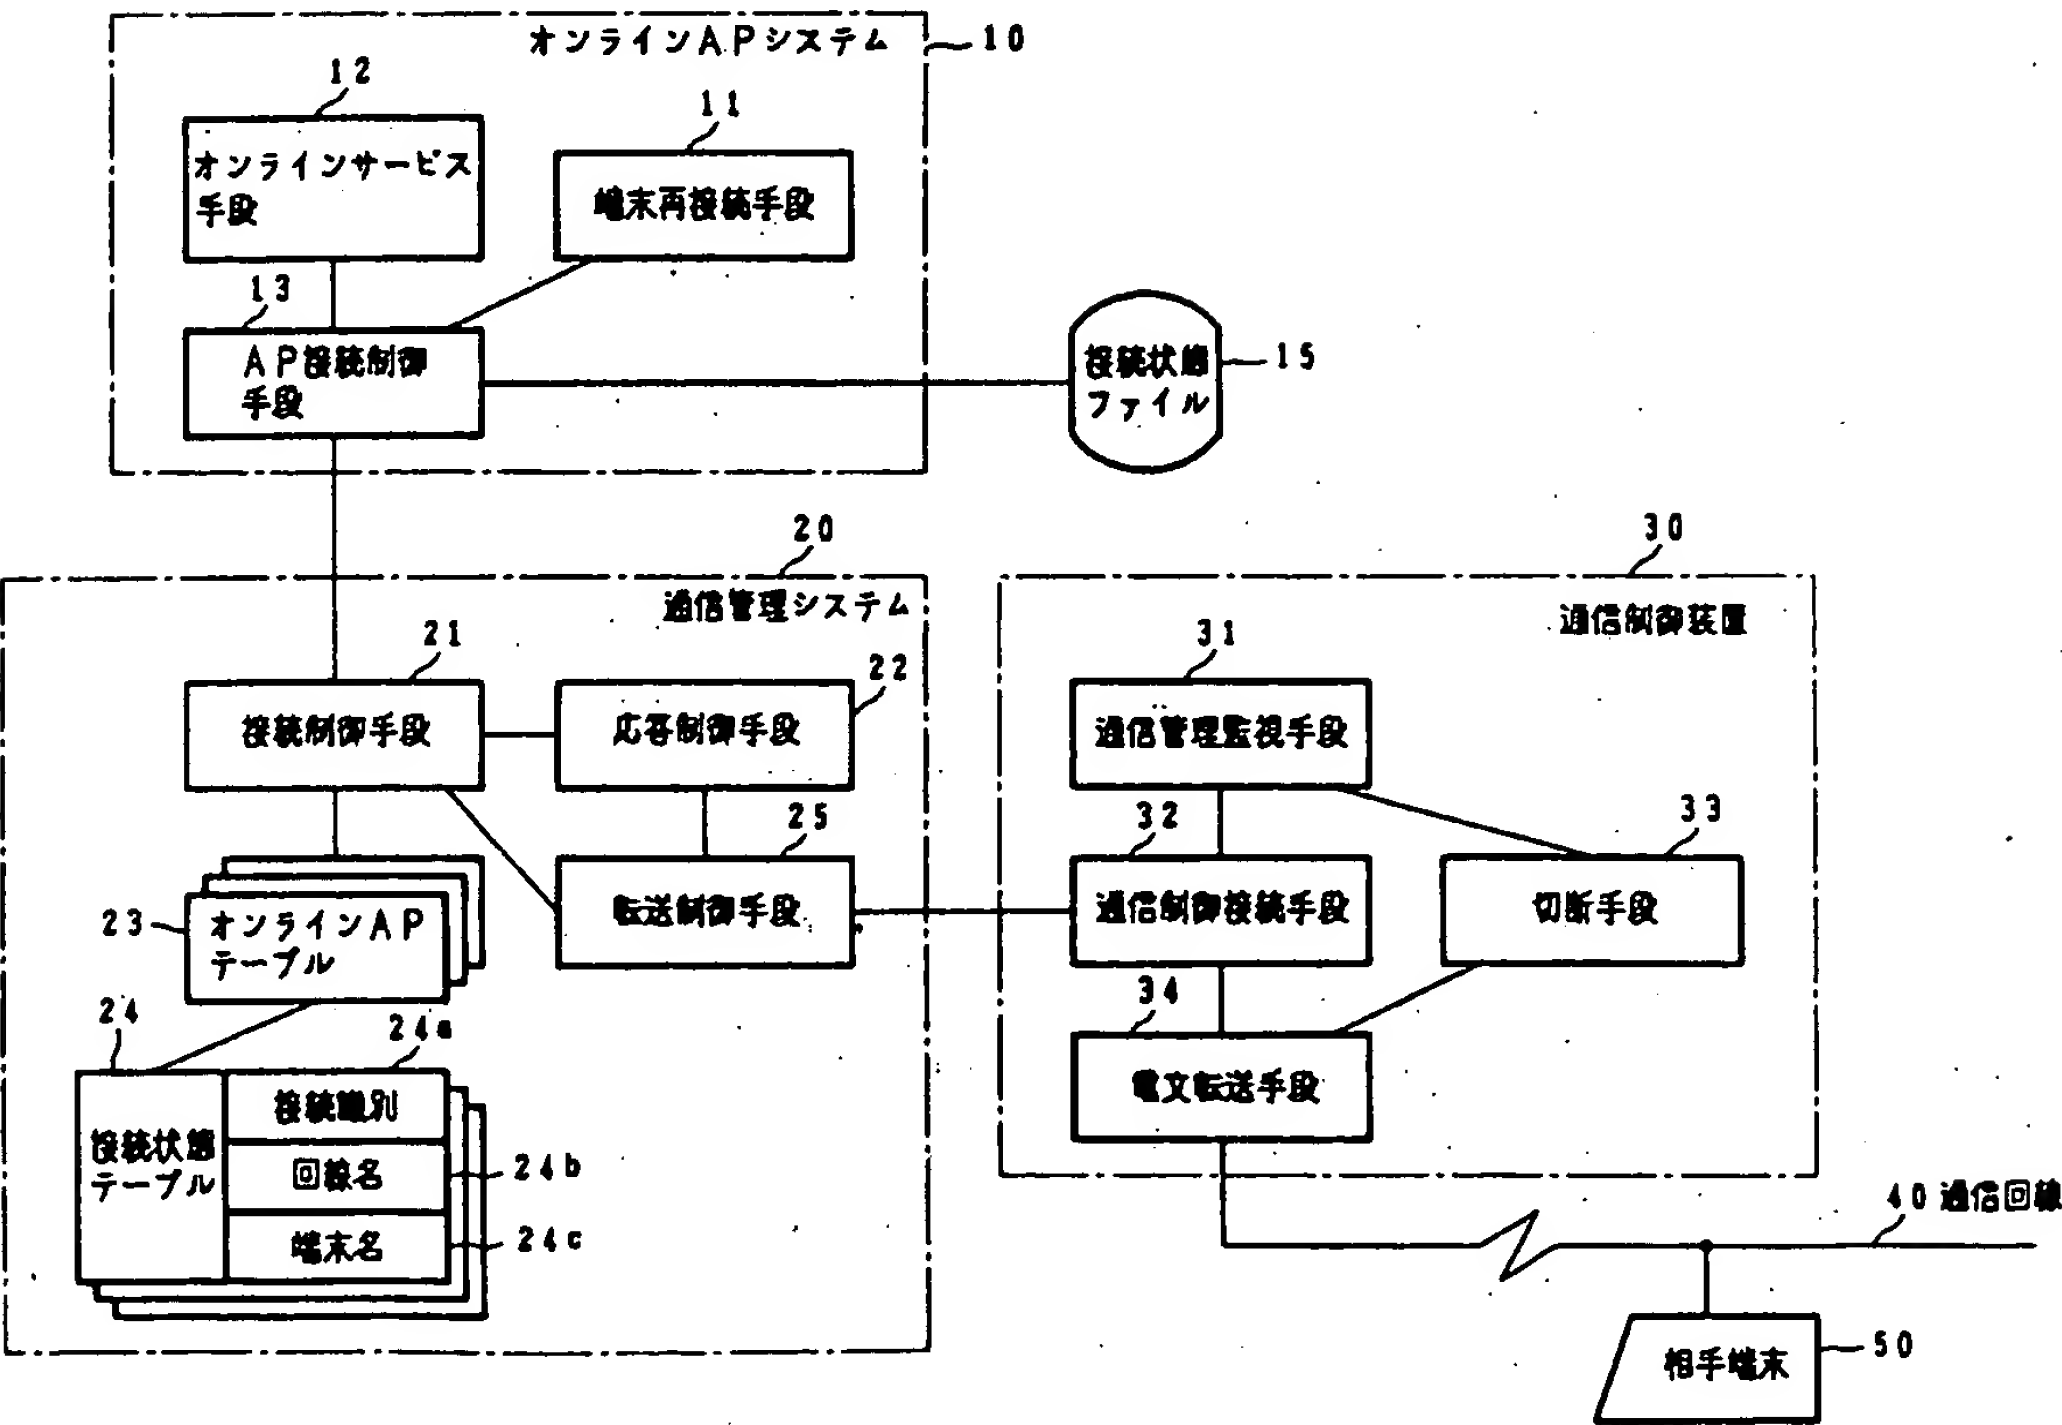 オンラインAPシステム
10
12
11
オンラインサービス
手段
端末再接続手段
13
AP接続制御
手段
接続状態
ファイル
15
20
30
通信管理システム
通信制御装置
21
22
31
接続制御手段
応答制御手段
通信管理監視手段
25
32
33
23
オンラインAP
テーブル
転送制御手段
通信制御接続手段
切断手段
24
24a
34
接続状態
テーブル
接続識別
電文転送手段
回線名
24b
端末名
24c
40 通信回線
相手端末
50